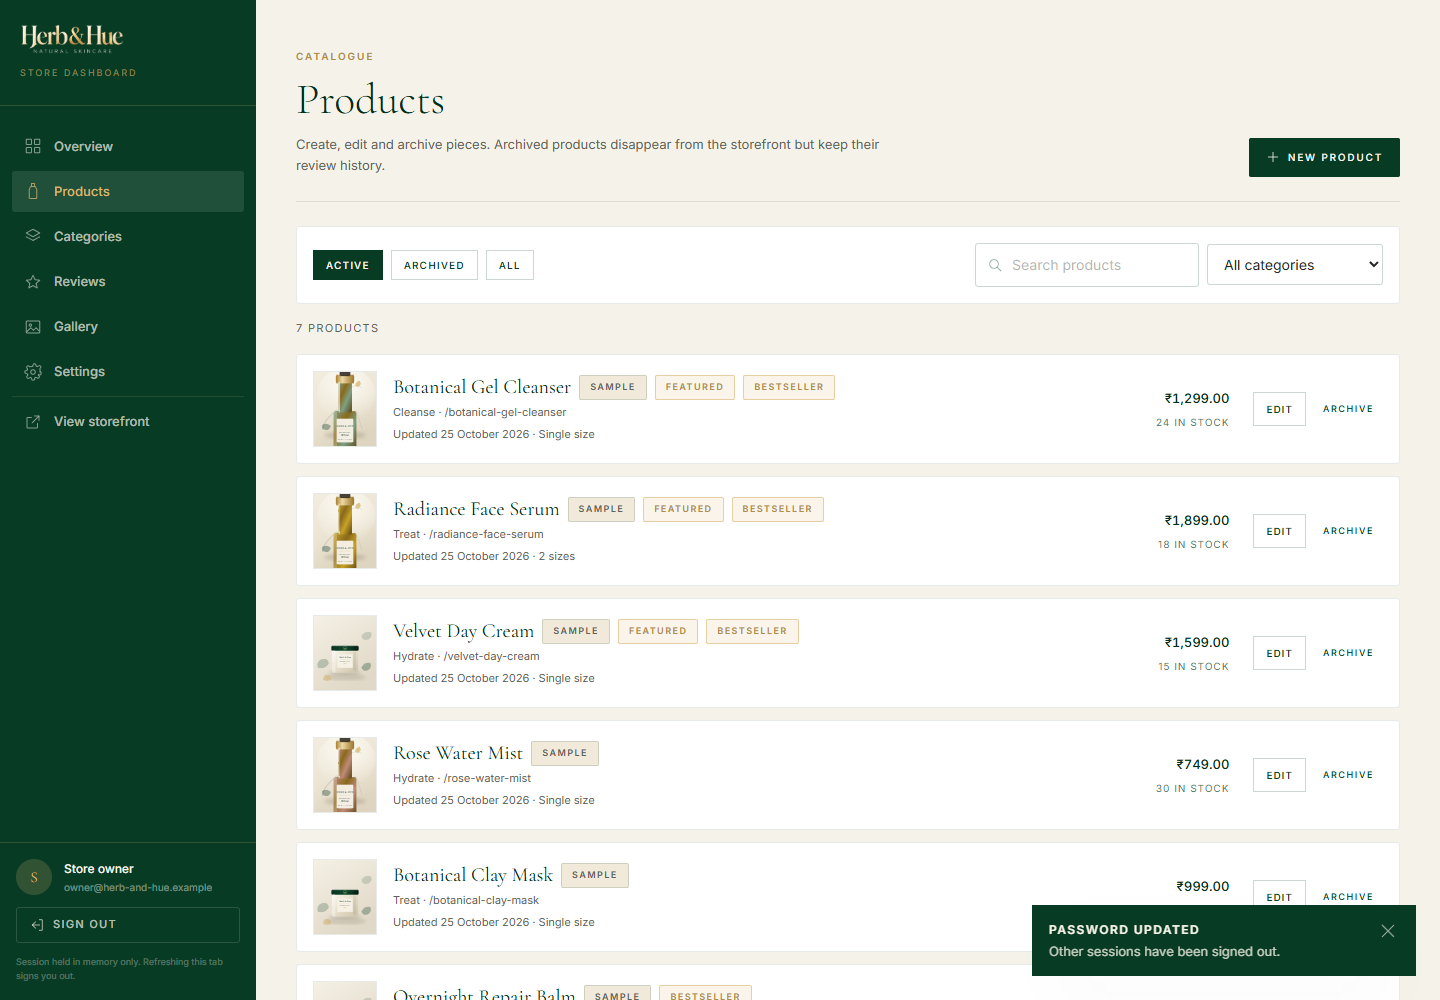 Herb&Hue
NATURAL SKINCARE
STORE DASHBOARD
Overview
Products
Categories
Reviews
Gallery
Settings
View storefront
S
Store owner
owner@herb-and-hue.example
SIGN OUT
Session held in memory only. Refreshing this tab
signs you out.
CATALOGUE
Products
Create, edit and archive pieces. Archived products disappear from the storefront but keep their
review history.
NEW PRODUCT
ACTIVE ARCHIVED ALL
Search products
All categories
7 PRODUCTS
Botanical Gel Cleanser SAMPLE FEATURED BESTSELLER
Cleanse · /botanical-gel-cleanser
Updated 25 October 2026 · Single size
₹1,299.00
24 IN STOCK
EDIT ARCHIVE
Radiance Face Serum SAMPLE FEATURED BESTSELLER
Treat · /radiance-face-serum
Updated 25 October 2026 · 2 sizes
₹1,899.00
18 IN STOCK
EDIT ARCHIVE
Velvet Day Cream SAMPLE FEATURED BESTSELLER
Hydrate · /velvet-day-cream
Updated 25 October 2026 · Single size
₹1,599.00
15 IN STOCK
EDIT ARCHIVE
Rose Water Mist SAMPLE
Hydrate · /rose-water-mist
Updated 25 October 2026 · Single size
₹749.00
30 IN STOCK
EDIT ARCHIVE
Botanical Clay Mask SAMPLE
Treat · /botanical-clay-mask
Updated 25 October 2026 · Single size
₹999.00
EDIT ARCHIVE
Overnight Repair Balm SAMPLE BESTSELLER
PASSWORD UPDATED
Other sessions have been signed out.